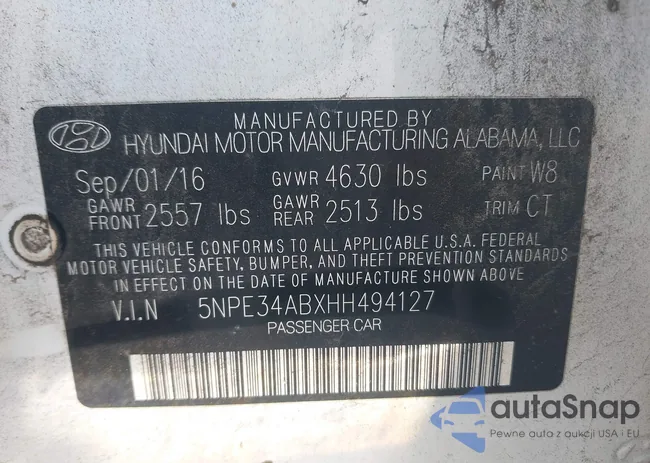 MANUFACTURED BY
HYUNDAI MOTOR MANUFACTURING ALABAMA, LLC
Sep/01/16 GVWR 4630 lbs PAINT W8
GAWR FRONT 2557 lbs GAWR REAR 2513 lbs TRIM CT
THIS VEHICLE CONFORMS TO ALL APPLICABLE U.S.A. FEDERAL
MOTOR VEHICLE SAFETY, BUMPER, AND THEFT PREVENTION STANDARDS
IN EFFECT ON THE DATE OF MANUFACTURE SHOWN ABOVE
V.I.N 5NPE34ABXHH494127
PASSENGER CAR
autaSnap
Pewne auta z aukcji USA i EU